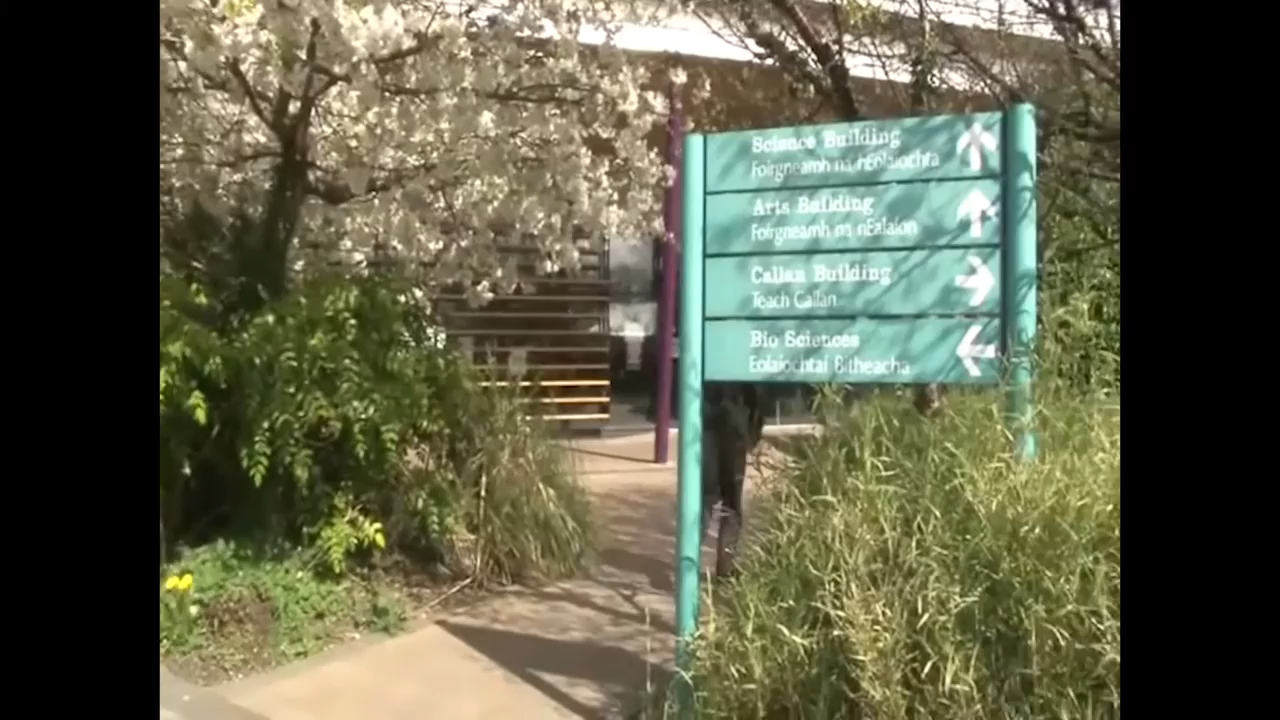 Science Building
Foirgneamh na nEolaíochta
Arts Building
Foirgneamh na nEalaíon
Callan Building
Teach Callan
Bio Sciences
Eolaíochtaí Bitheacha